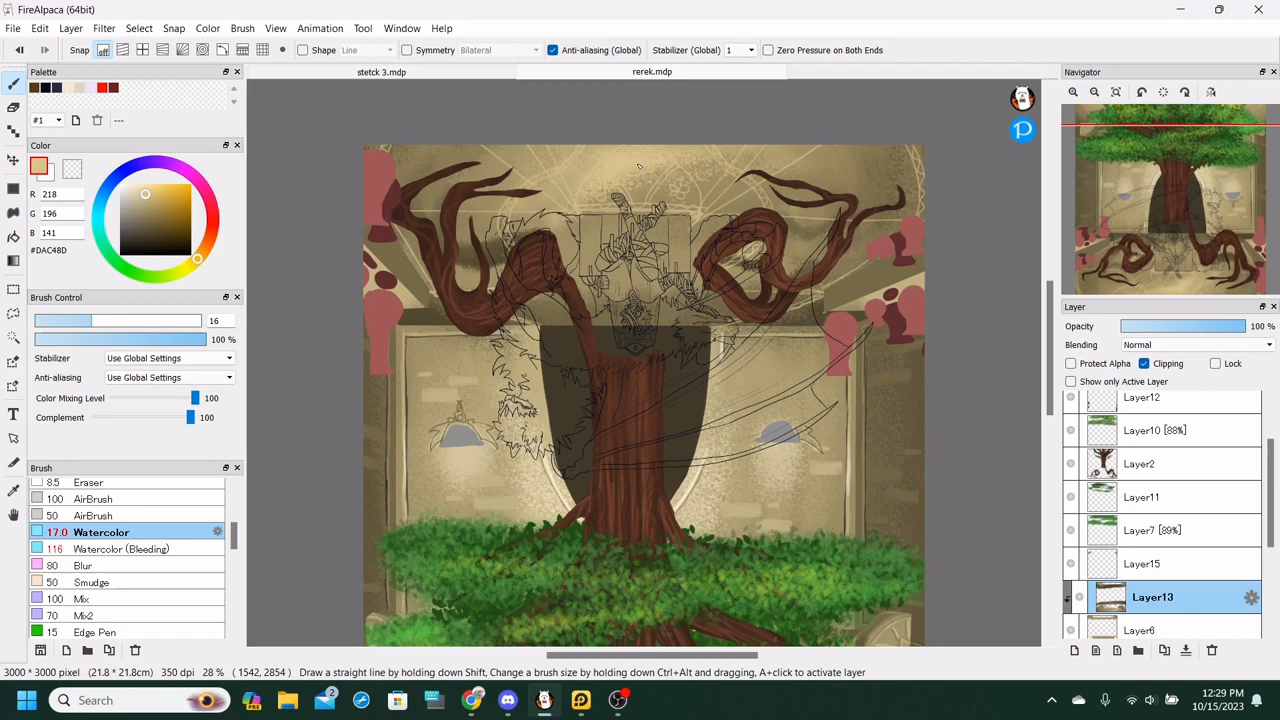 FireAlpaca (64bit)
File Edit Layer Filter Select Snap Color Brush View Animation Tool Window Help
Snap off Shape Line Symmetry Bilateral Anti-aliasing (Global) Stabilizer (Global) 1 Zero Pressure on Both Ends
Palette
stetck 3.mdp
rerek.mdp
Navigator
#1
---
Color
R 218
G 196
B 141
#DAC48D
Brush Control
16
100 %
Stabilizer Use Global Settings
Anti-aliasing Use Global Settings
Color Mixing Level 100
Complement 100
Brush
8.5 Eraser
100 AirBrush
50 AirBrush
17.0 Watercolor
116 Watercolor (Bleeding)
80 Blur
50 Smudge
100 Mix
70 Mix2
15 Edge Pen
Layer
Opacity 100 %
Blending Normal
Protect Alpha Clipping Lock
Show only Active Layer
Layer12
Layer10 [88%]
Layer2
Layer11
Layer7 [89%]
Layer15
Layer13
Layer6
3000 * 3000 pixel (21.8 * 21.8cm) 350 dpi 28 % ( 1542, 2854 ) Draw a straight line by holding down Shift, Change a brush size by holding down Ctrl+Alt and dragging, A+click to activate layer
Search
PRE
2
12:29 PM
10/15/2023